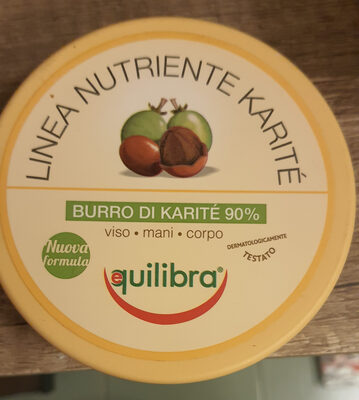 LINEA NUTRIENTE KARITÉ
BURRO DI KARITÉ 90%
viso • mani • corpo
Nuova
formula
DERMATOLOGICAMENTE
TESTATO
equilibra®